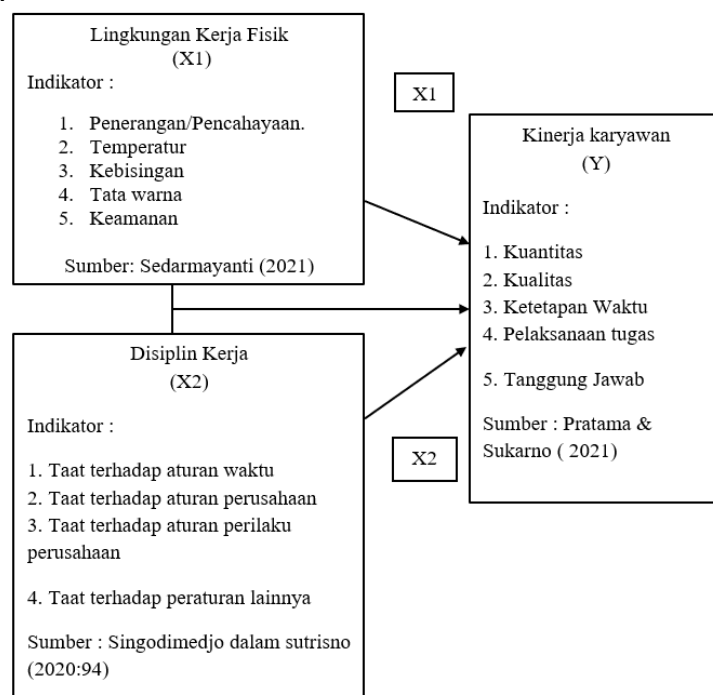 Lingkungan Kerja Fisik
(X1)
Indikator :
1. Penerangan/Pencahayaan.
2. Temperatur
3. Kebisingan
4. Tata warna
5. Keamanan
Sumber: Sedarmayanti (2021)
Disiplin Kerja
(X2)
Indikator :
1. Taat terhadap aturan waktu
2. Taat terhadap aturan perusahaan
3. Taat terhadap aturan perilaku
perusahaan
4. Taat terhadap peraturan lainnya
Sumber : Singodimedjo dalam sutrisno
(2020:94)
X1
X2
Kinerja karyawan
(Y)
Indikator :
1. Kuantitas
2. Kualitas
3. Ketetapan Waktu
4. Pelaksanaan tugas
5. Tanggung Jawab
Sumber : Pratama &
Sukarno ( 2021)